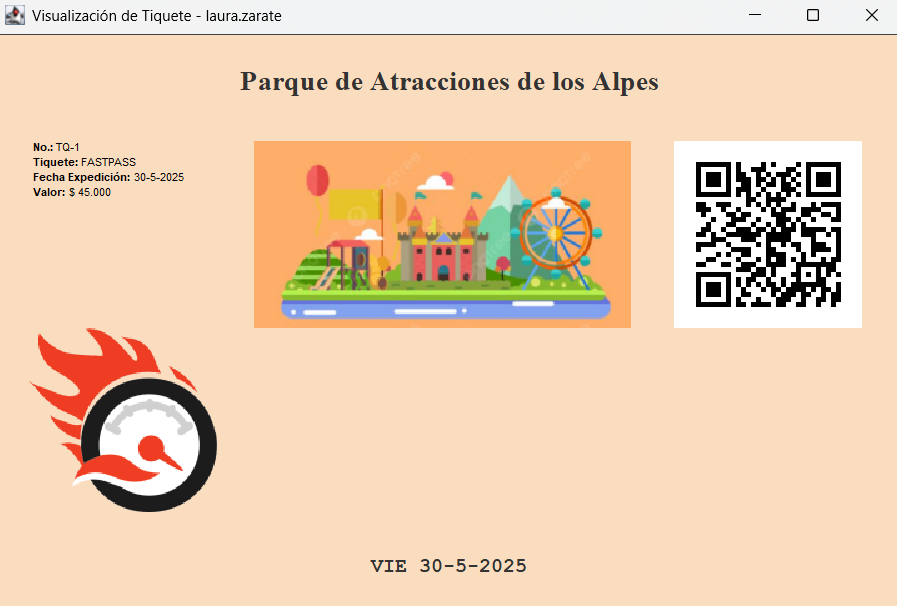 Visualización de Tiquete - laura.zarate
Parque de Atracciones de los Alpes
No.: TQ-1
Tiquete: FASTPASS
Fecha Expedición: 30-5-2025
Valor: $ 45.000
VIE 30-5-2025